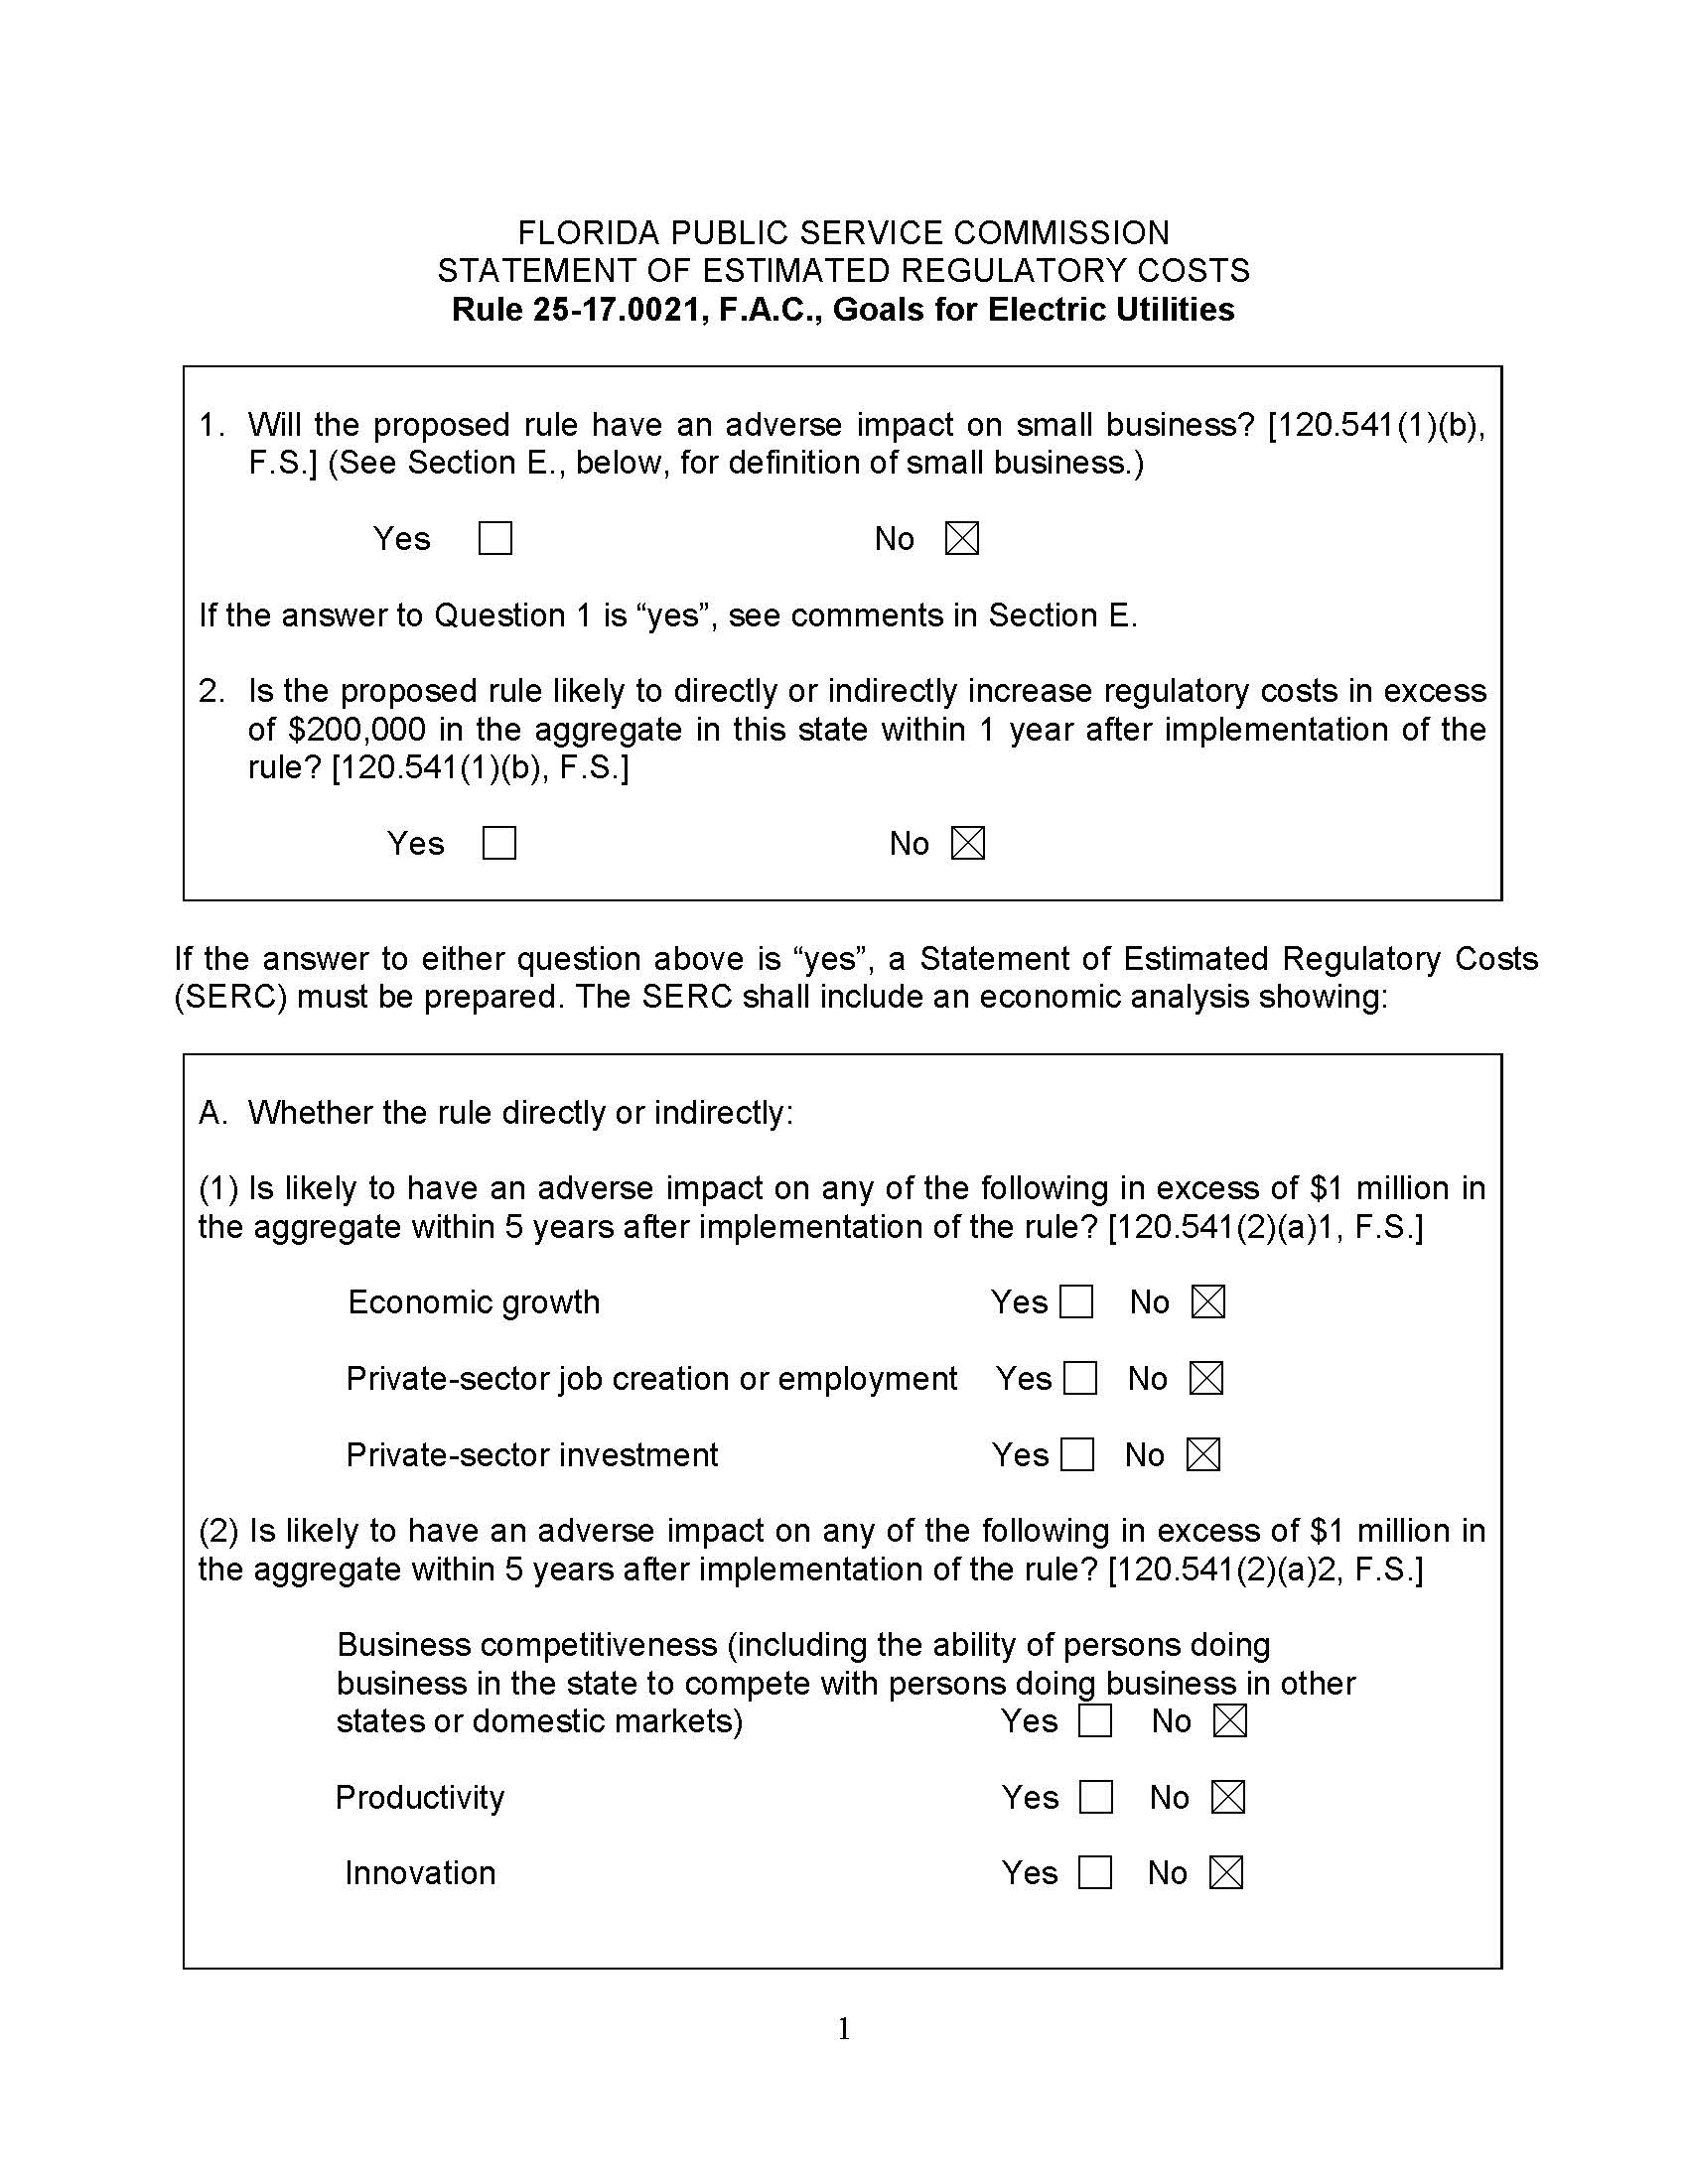 FLORIDA PUBLIC SERVICE COMMISSION
STATEMENT OF ESTIMATED REGULATORY COSTS
Rule 25-17.0021, F.A.C., Goals for Electric Utilities
1. Will the proposed rule have an adverse impact on small business? [120.541(1)(b),
F.S.] (See Section E., below, for definition of small business.)
Yes ☐ No ☒
If the answer to Question 1 is “yes”, see comments in Section E.
2. Is the proposed rule likely to directly or indirectly increase regulatory costs in excess
of $200,000 in the aggregate in this state within 1 year after implementation of the
rule? [120.541(1)(b), F.S.]
Yes ☐ No ☒
If the answer to either question above is “yes”, a Statement of Estimated Regulatory Costs
(SERC) must be prepared. The SERC shall include an economic analysis showing:
A. Whether the rule directly or indirectly:
(1) Is likely to have an adverse impact on any of the following in excess of $1 million in
the aggregate within 5 years after implementation of the rule? [120.541(2)(a)1, F.S.]
Economic growth Yes ☐ No ☒
Private-sector job creation or employment Yes ☐ No ☒
Private-sector investment Yes ☐ No ☒
(2) Is likely to have an adverse impact on any of the following in excess of $1 million in
the aggregate within 5 years after implementation of the rule? [120.541(2)(a)2, F.S.]
Business competitiveness (including the ability of persons doing
business in the state to compete with persons doing business in other
states or domestic markets) Yes ☐ No ☒
Productivity Yes ☐ No ☒
Innovation Yes ☐ No ☒
1